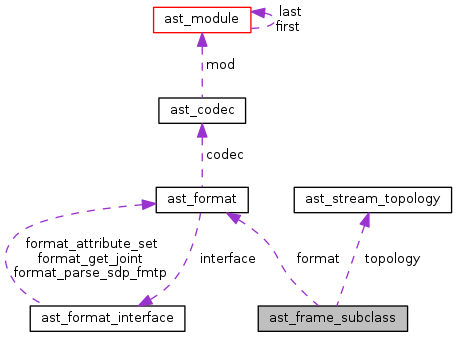 ast_module
last
first
mod
ast_codec
codec
ast_format
ast_stream_topology
format_attribute_set
format_get_joint
format_parse_sdp_fmtp
interface
format
topology
ast_format_interface
ast_frame_subclass